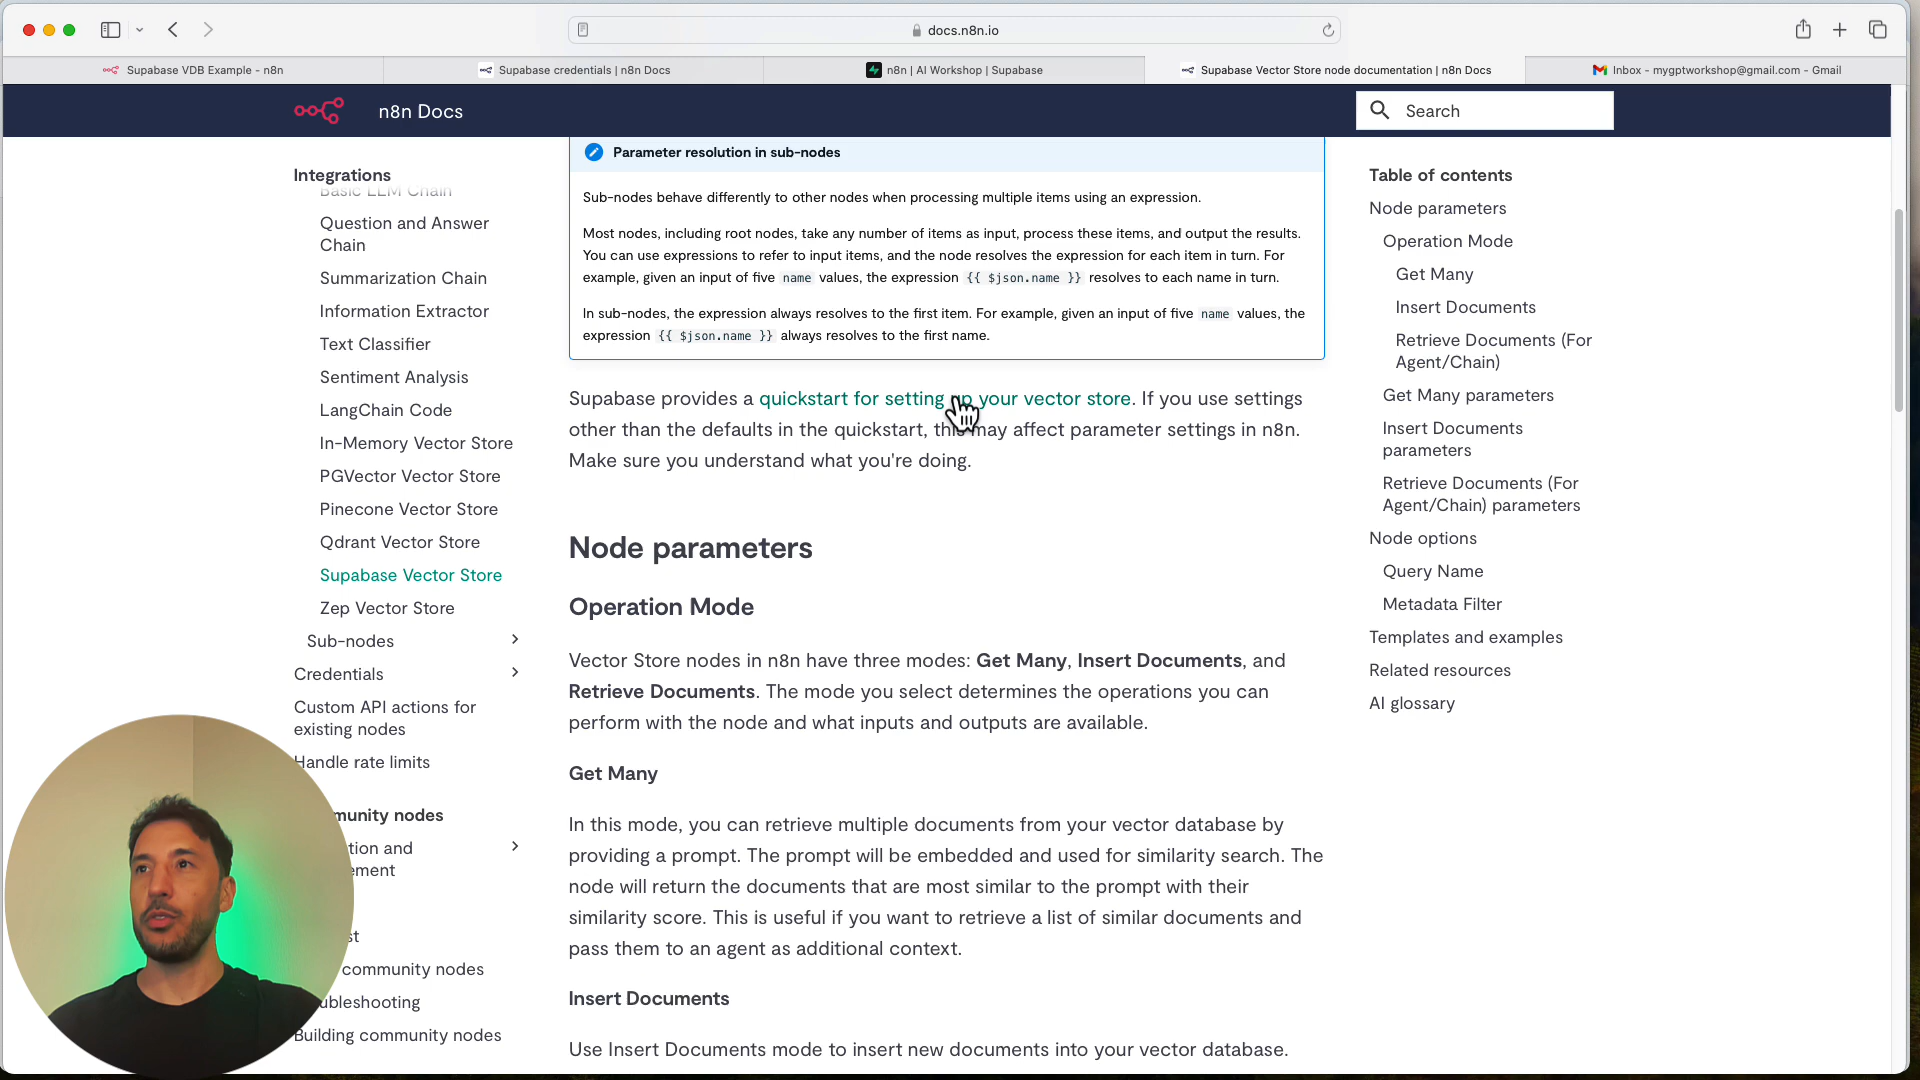 docs.n8n.io
Supabase VDB Example - n8n
Supabase credentials | n8n Docs
n8n | AI Workshop | Supabase
Supabase Vector Store node documentation | n8n Docs
Inbox - mygptworkshop@gmail.com - Gmail
n8n Docs
Search
Integrations
Basic LLM Chain
Question and Answer
Chain
Summarization Chain
Information Extractor
Text Classifier
Sentiment Analysis
LangChain Code
In-Memory Vector Store
PGVector Vector Store
Pinecone Vector Store
Qdrant Vector Store
Supabase Vector Store
Zep Vector Store
Sub-nodes
Credentials
Custom API actions for
existing nodes
Handle rate limits
munity nodes
tion and
ement
st
community nodes
ubleshooting
Building community nodes
Parameter resolution in sub-nodes
Sub-nodes behave differently to other nodes when processing multiple items using an expression.
Most nodes, including root nodes, take any number of items as input, process these items, and output the results.
You can use expressions to refer to input items, and the node resolves the expression for each item in turn. For
example, given an input of five name values, the expression {{ $json.name }} resolves to each name in turn.
In sub-nodes, the expression always resolves to the first item. For example, given an input of five name values, the
expression {{ $json.name }} always resolves to the first name.
Supabase provides a quickstart for setting up your vector store. If you use settings
other than the defaults in the quickstart, this may affect parameter settings in n8n.
Make sure you understand what you're doing.
Node parameters
Operation Mode
Vector Store nodes in n8n have three modes: Get Many, Insert Documents, and
Retrieve Documents. The mode you select determines the operations you can
perform with the node and what inputs and outputs are available.
Get Many
In this mode, you can retrieve multiple documents from your vector database by
providing a prompt. The prompt will be embedded and used for similarity search. The
node will return the documents that are most similar to the prompt with their
similarity score. This is useful if you want to retrieve a list of similar documents and
pass them to an agent as additional context.
Insert Documents
Use Insert Documents mode to insert new documents into your vector database.
Table of contents
Node parameters
Operation Mode
Get Many
Insert Documents
Retrieve Documents (For
Agent/Chain)
Get Many parameters
Insert Documents
parameters
Retrieve Documents (For
Agent/Chain) parameters
Node options
Query Name
Metadata Filter
Templates and examples
Related resources
AI glossary